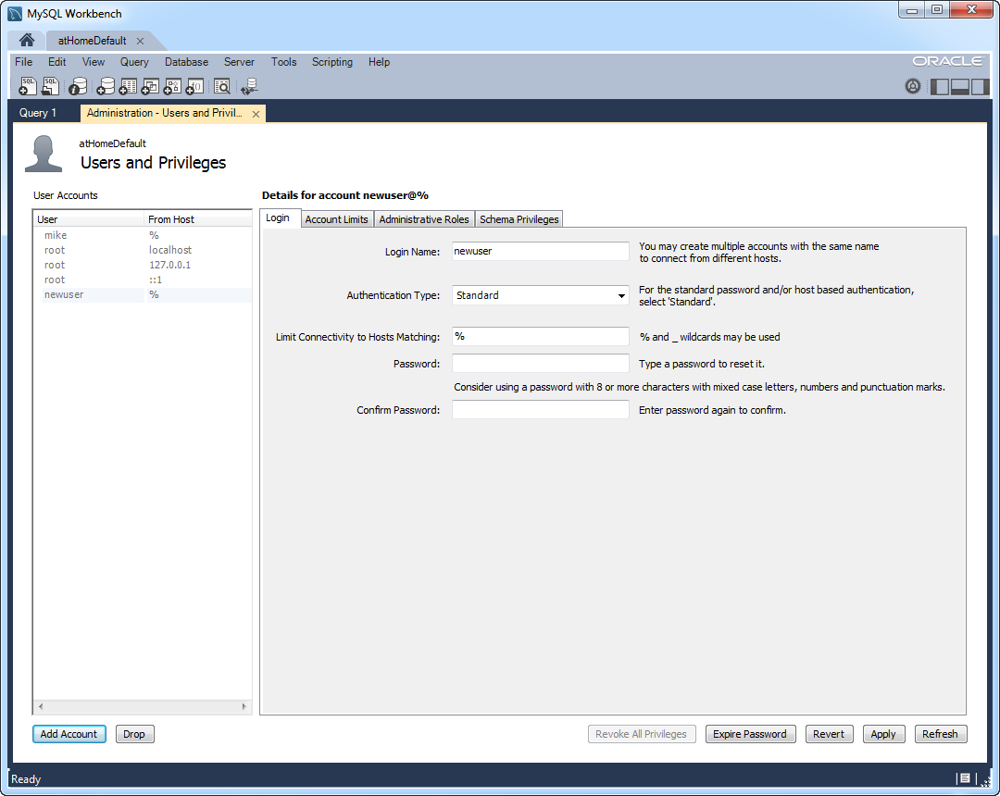 MySQL Workbench
atHomeDefault
File Edit View Query Database Server Tools Scripting Help
ORACLE
SQL SQL
Query 1 Administration - Users and Privil...
atHomeDefault
Users and Privileges
User Accounts
Details for account newuser@%
User From Host
mike %
root localhost
root 127.0.0.1
root ::1
newuser %
Login Account Limits Administrative Roles Schema Privileges
Login Name: newuser You may create multiple accounts with the same name
to connect from different hosts.
Authentication Type: Standard For the standard password and/or host based authentication,
select 'Standard'.
Limit Connectivity to Hosts Matching: % % and _ wildcards may be used
Password: Type a password to reset it.
Consider using a password with 8 or more characters with mixed case letters, numbers and punctuation marks.
Confirm Password: Enter password again to confirm.
Add Account Drop Revoke All Privileges Expire Password Revert Apply Refresh
Ready